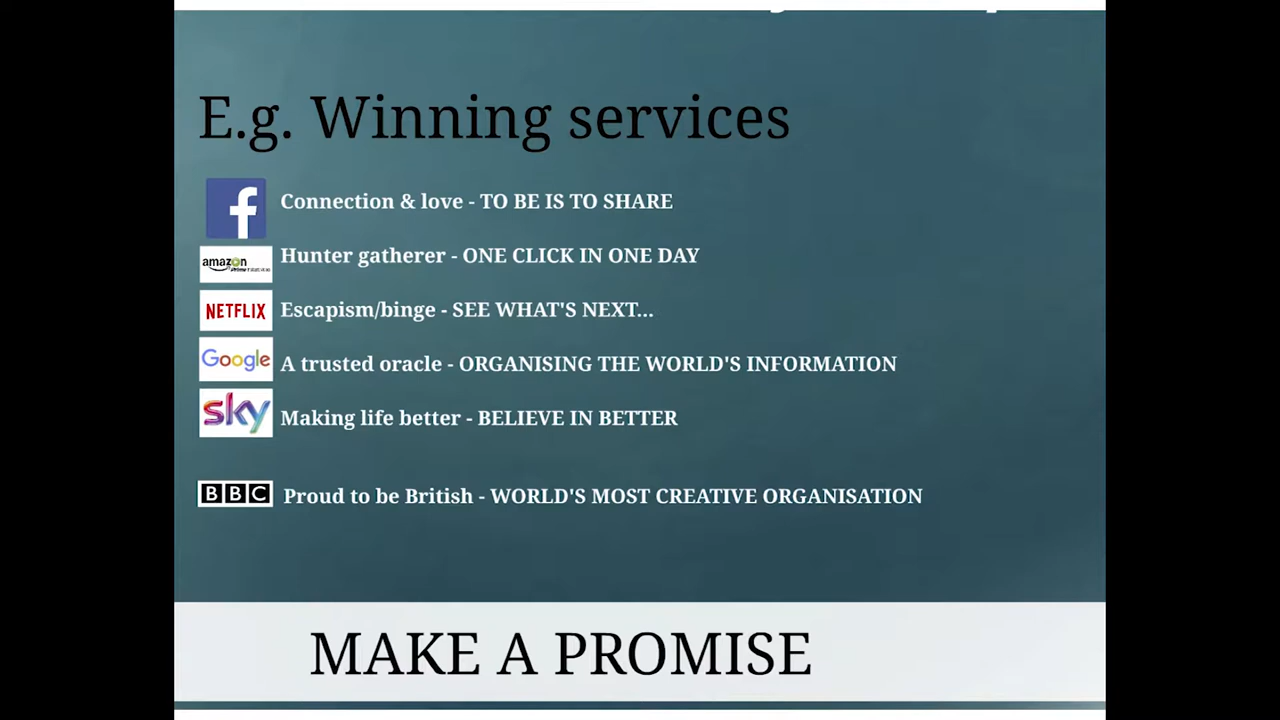 E.g. Winning services
f Connection & love - TO BE IS TO SHARE
amazon Hunter gatherer - ONE CLICK IN ONE DAY
NETFLIX Escapism/binge - SEE WHAT'S NEXT...
Google A trusted oracle - ORGANISING THE WORLD'S INFORMATION
sky Making life better - BELIEVE IN BETTER
BBC Proud to be British - WORLD'S MOST CREATIVE ORGANISATION
MAKE A PROMISE